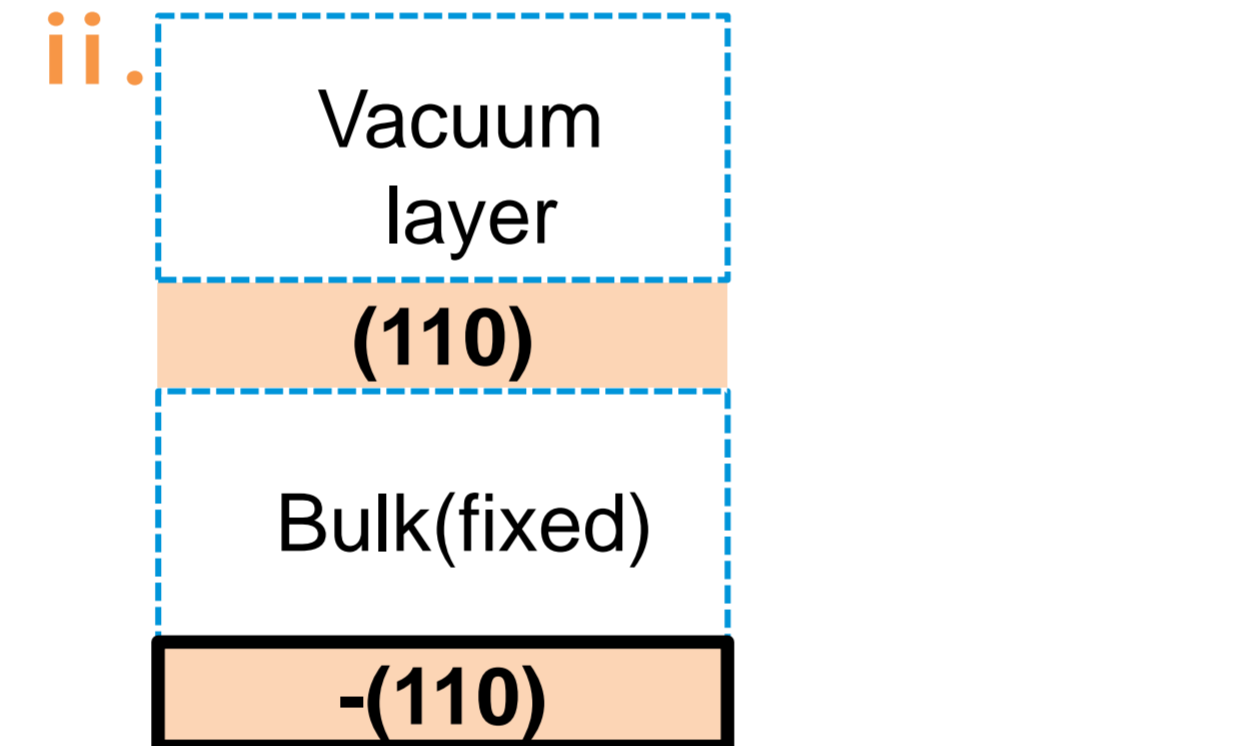 ii.
Vacuum
layer
(110)
Bulk(fixed)
-(110)